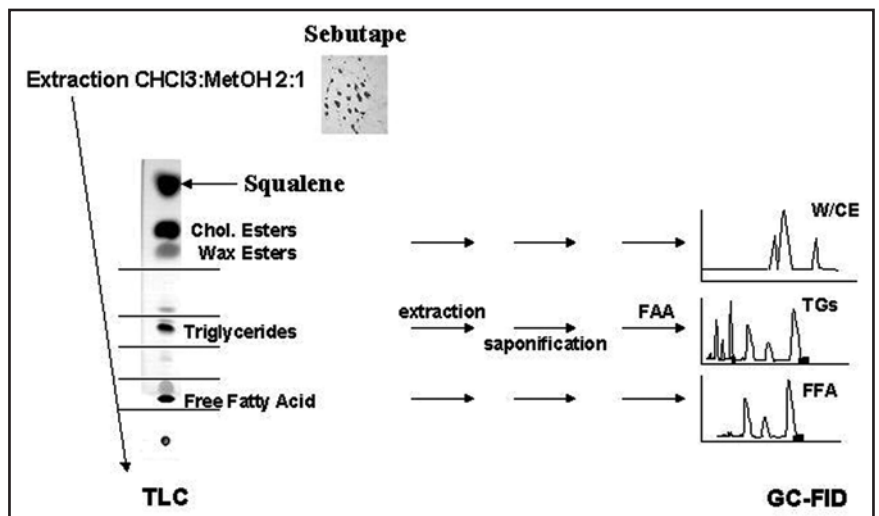 Sebutape
Extraction CHCl3:MetOH 2:1
Squalene
Chol. Esters
Wax Esters
W/CE
extraction
FAA
TGs
Triglycerides
saponification
Free Fatty Acid
FFA
TLC
GC-FID